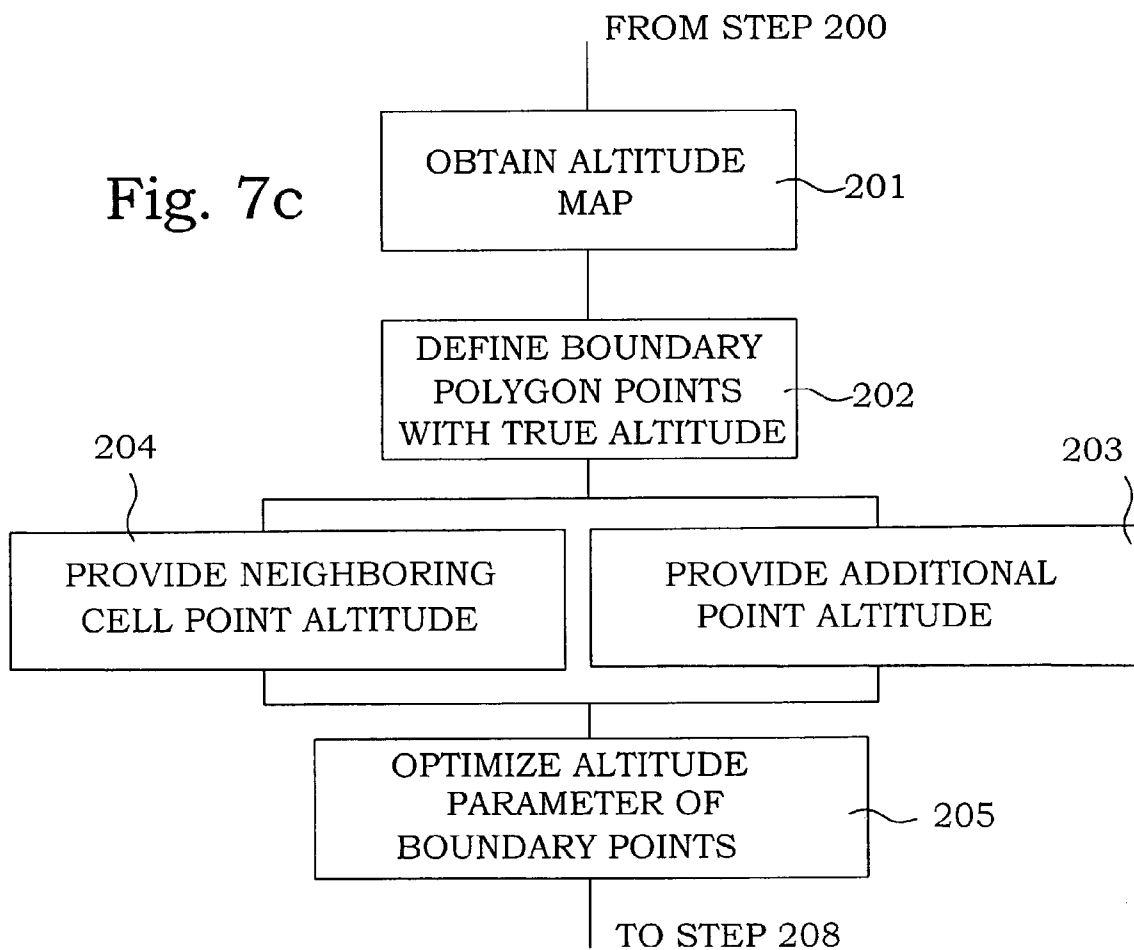 FROM STEP 200
Fig. 7c
OBTAIN ALTITUDE
MAP
201
DEFINE BOUNDARY
POLYGON POINTS
WITH TRUE ALTITUDE
202
204
203
PROVIDE NEIGHBORING
CELL POINT ALTITUDE
PROVIDE ADDITIONAL
POINT ALTITUDE
OPTIMIZE ALTITUDE
PARAMETER OF
BOUNDARY POINTS
205
TO STEP 208